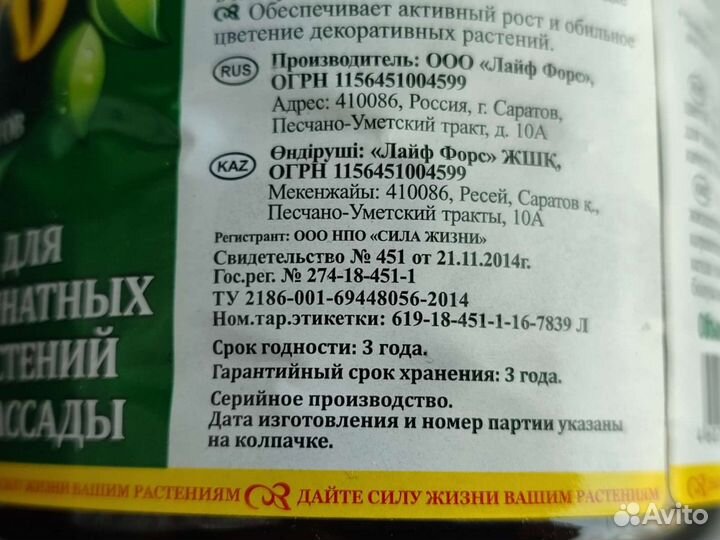 Обеспечивает активный рост и обильное
цветение декоративных растений.
RUS Производитель: ООО «Лайф Форс»,
ОГРН 1156451004599
Адрес: 410086, Россия, г. Саратов,
Песчано-Уметский тракт, д. 10А
KAZ Өндіруші: «Лайф Форс» ЖШҚ,
ОГРН 1156451004599
Мекенжайы: 410086, Ресей, Саратов қ.,
Песчано-Уметский тракты, 10А
Регистрант: ООО НПО «СИЛА ЖИЗНИ»
Свидетельство № 451 от 21.11.2014г.
Гос.рег. № 274-18-451-1
ТУ 2186-001-69448056-2014
Ном.тар.этикетки: 619-18-451-1-16-7839 Л
Срок годности: 3 года.
Гарантийный срок хранения: 3 года.
Серийное производство.
Дата изготовления и номер партии указаны
на колпачке.
ДЛЯ
НАТНЫХ
СТЕНИЙ
АССАДЫ
ЖИЗНИ ВАШИМ РАСТЕНИЯМ ДАЙТЕ СИЛУ ЖИЗНИ ВАШИМ РАСТЕНИЯМ
Avito